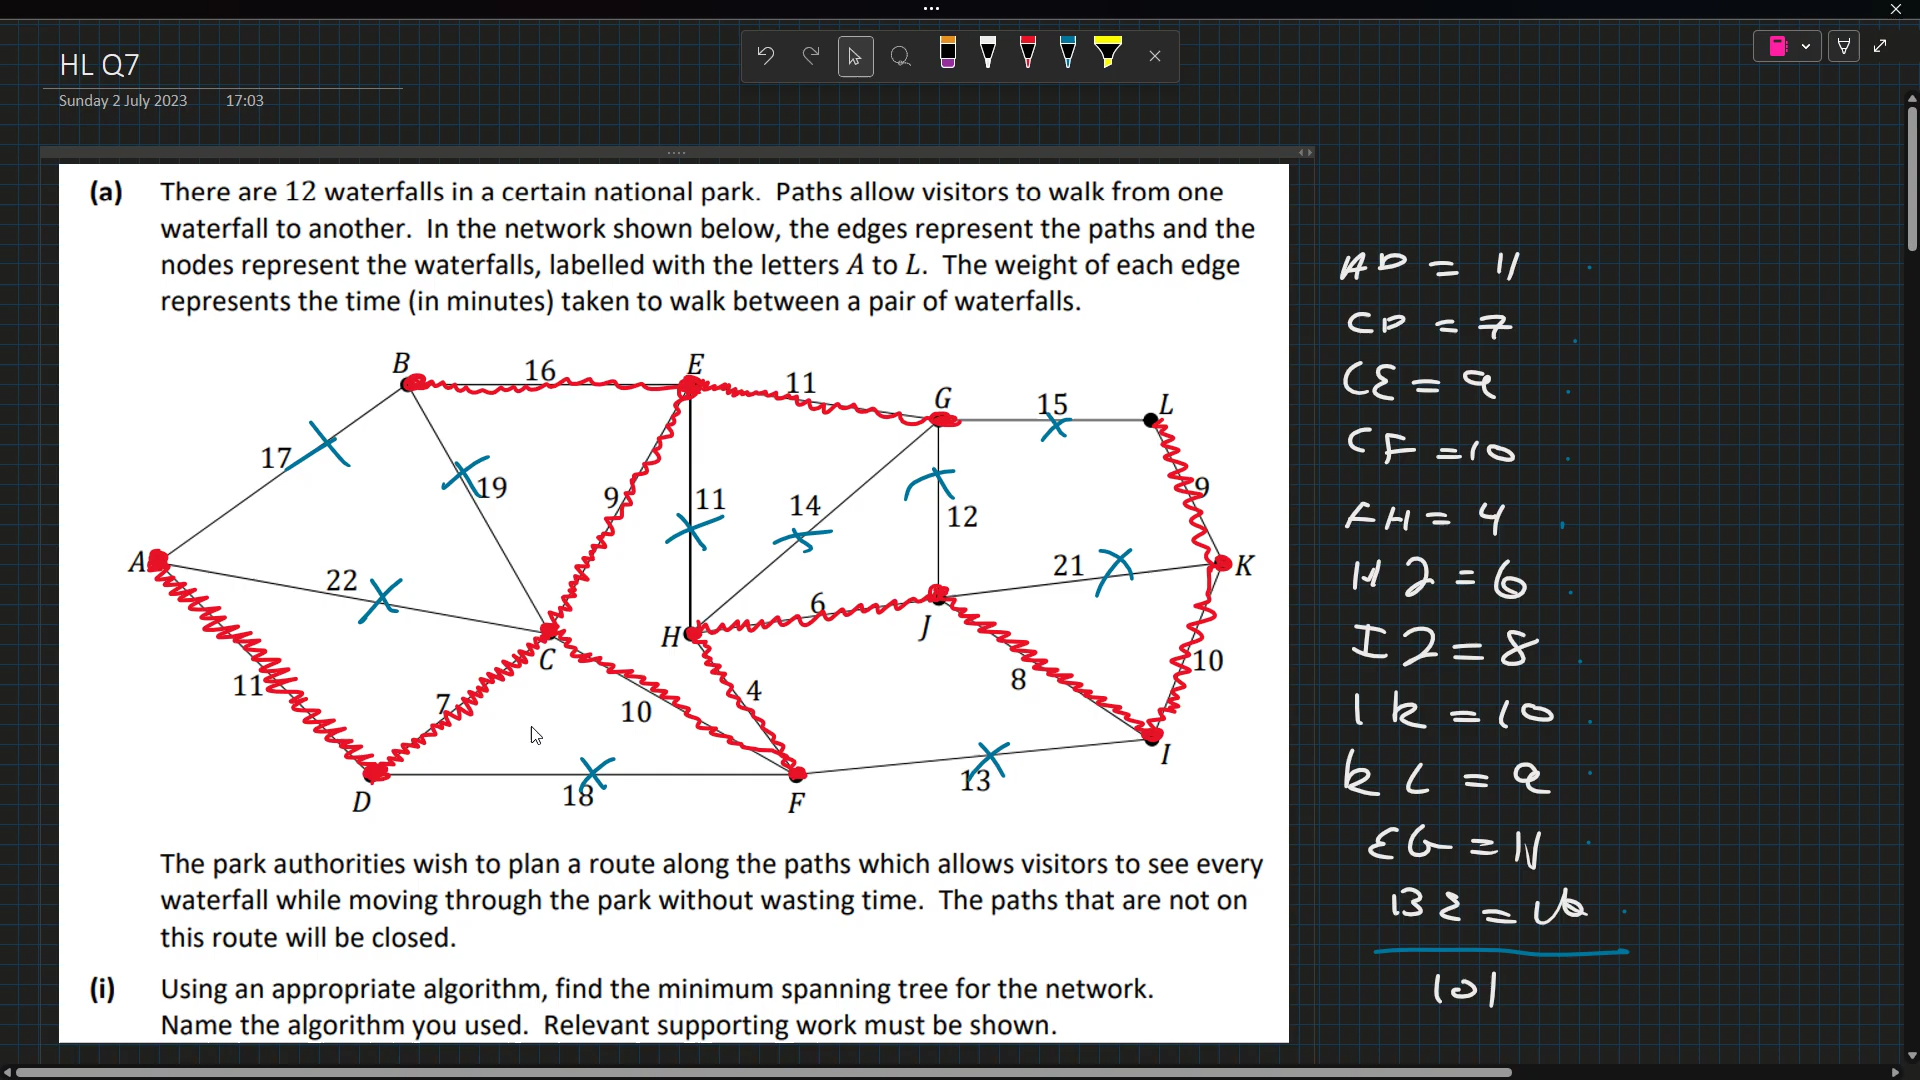 HL Q7
Sunday 2 July 2023 17:03
(a) There are 12 waterfalls in a certain national park. Paths allow visitors to walk from one
waterfall to another. In the network shown below, the edges represent the paths and the
nodes represent the waterfalls, labelled with the letters A to L. The weight of each edge
represents the time (in minutes) taken to walk between a pair of waterfalls.
B 16 E 11 G 15 L
17 19 9 11 14 12 9
A 22 21 K
C H 6 J
11 7 10 4 8 10
D 18 F 13 I
The park authorities wish to plan a route along the paths which allows visitors to see every
waterfall while moving through the park without wasting time. The paths that are not on
this route will be closed.
(i) Using an appropriate algorithm, find the minimum spanning tree for the network.
Name the algorithm you used. Relevant supporting work must be shown.
AD = 11
CD = 7
CE = 9
CF = 10
FH = 4
HJ = 6
IJ = 8
IK = 10
KL = 9
EG = 11
BE = 16
101